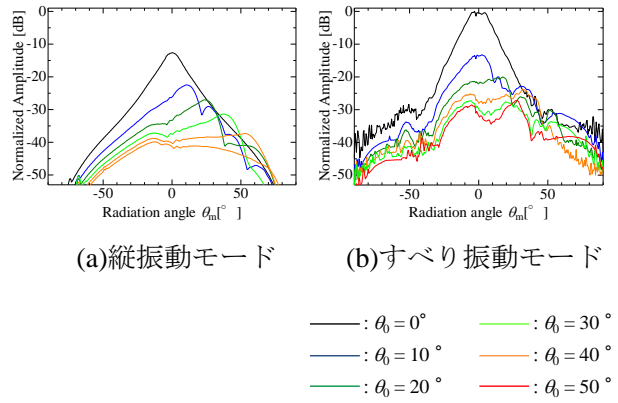 (a)
0
-10
-20
-30
-40
-50
Normalized Amplitude [dB]
-50 0 50
Radiation angle θm[° )
(b)
0
-10
-20
-30
-40
-50
Normalized Amplitude [dB]
-50 0 50
Radiation angle θm[° )
(a)縦振動モード
(b)すべり振動モード
: θ0 = 0° : θ0 = 30 °
: θ0 = 10 ° : θ0 = 40 °
: θ0 = 20 ° : θ0 = 50 °